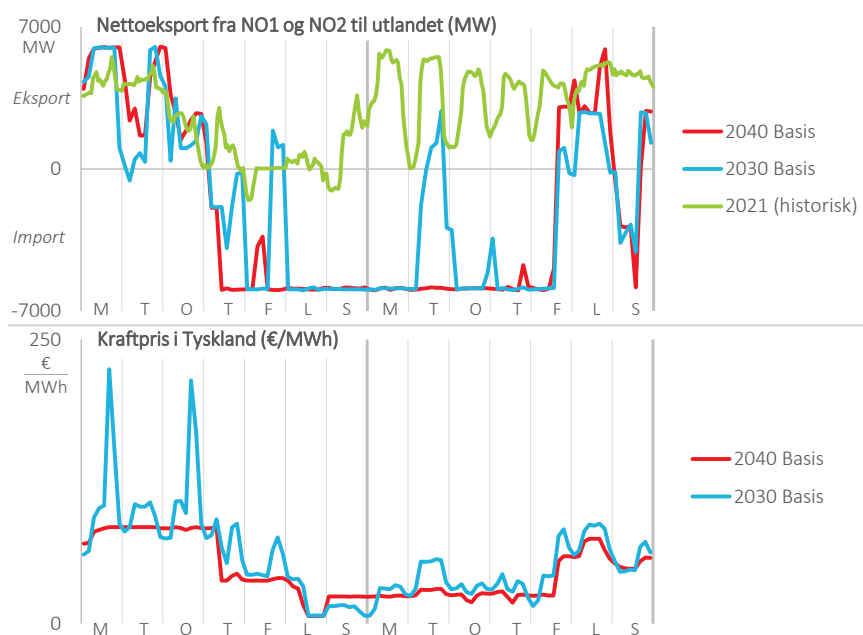 Nettoeksport fra NO1 og NO2 til utlandet (MW)
7000
MW
Eksport
0
Import
-7000
M T O T F L S M T O T F L S
2040 Basis
2030 Basis
2021 (historisk)
Kraftpris i Tyskland (€/MWh)
250
€
MWh
0
M T O T F L S M T O T F L S
2040 Basis
2030 Basis